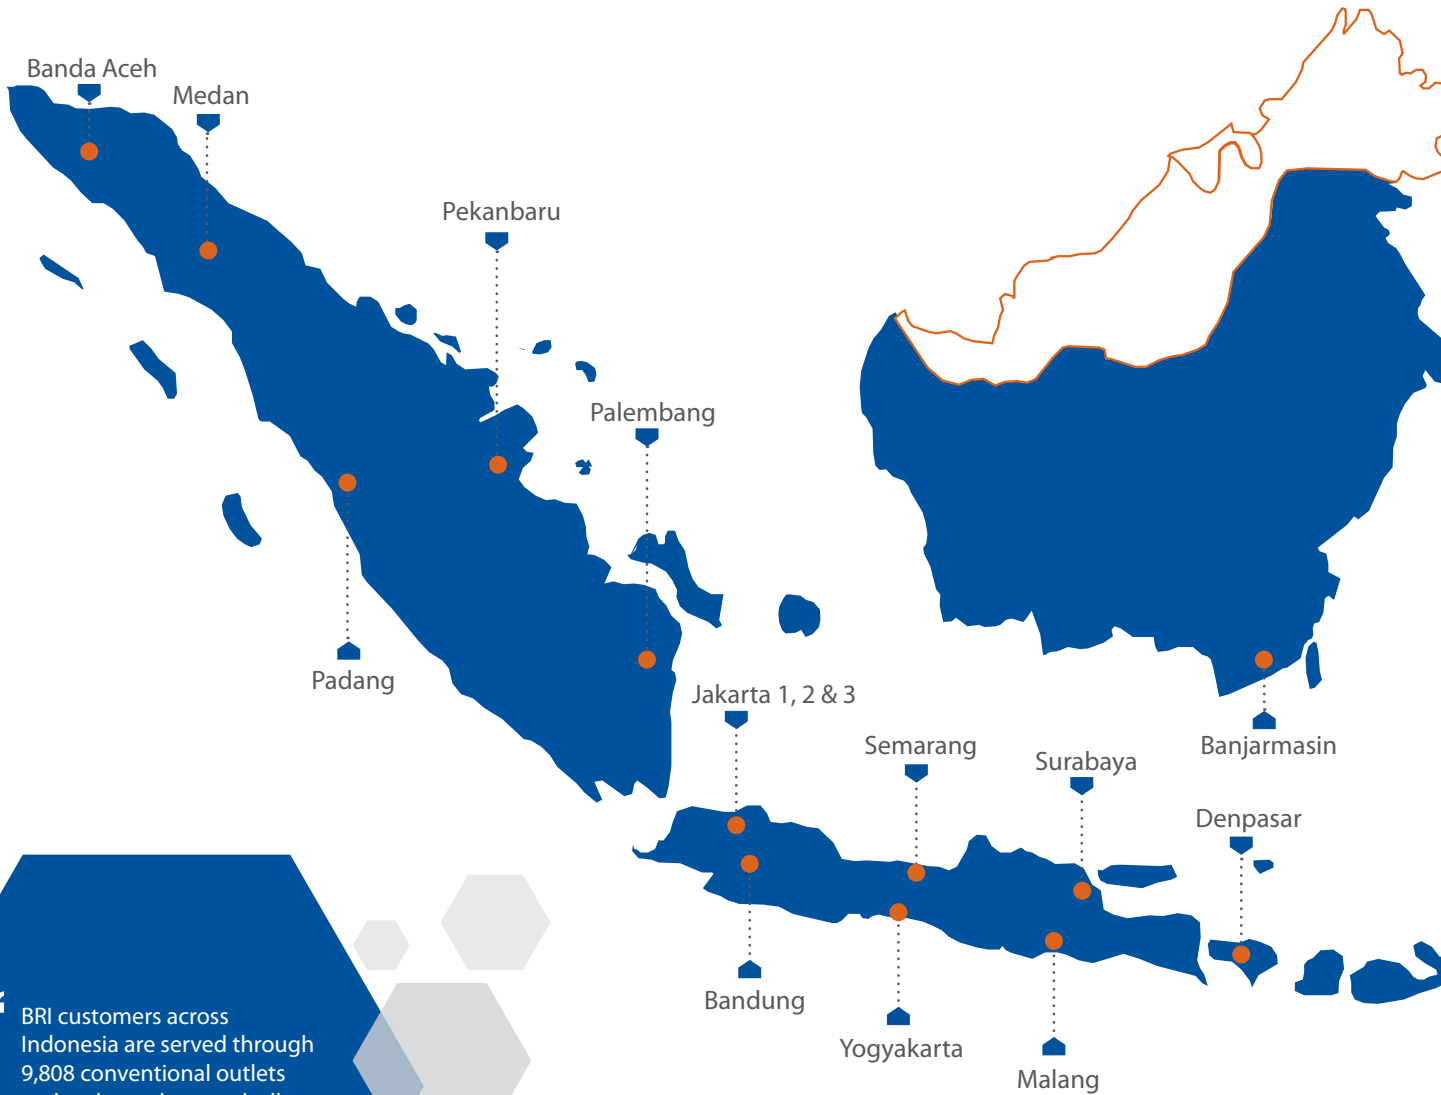 Banda Aceh
Medan
Pekanbaru
Palembang
Padang
Jakarta 1, 2 & 3
Semarang
Surabaya
Banjarmasin
Denpasar
Bandung
Yogyakarta
Malang
BRI customers across
Indonesia are served through
9,808 conventional outlets